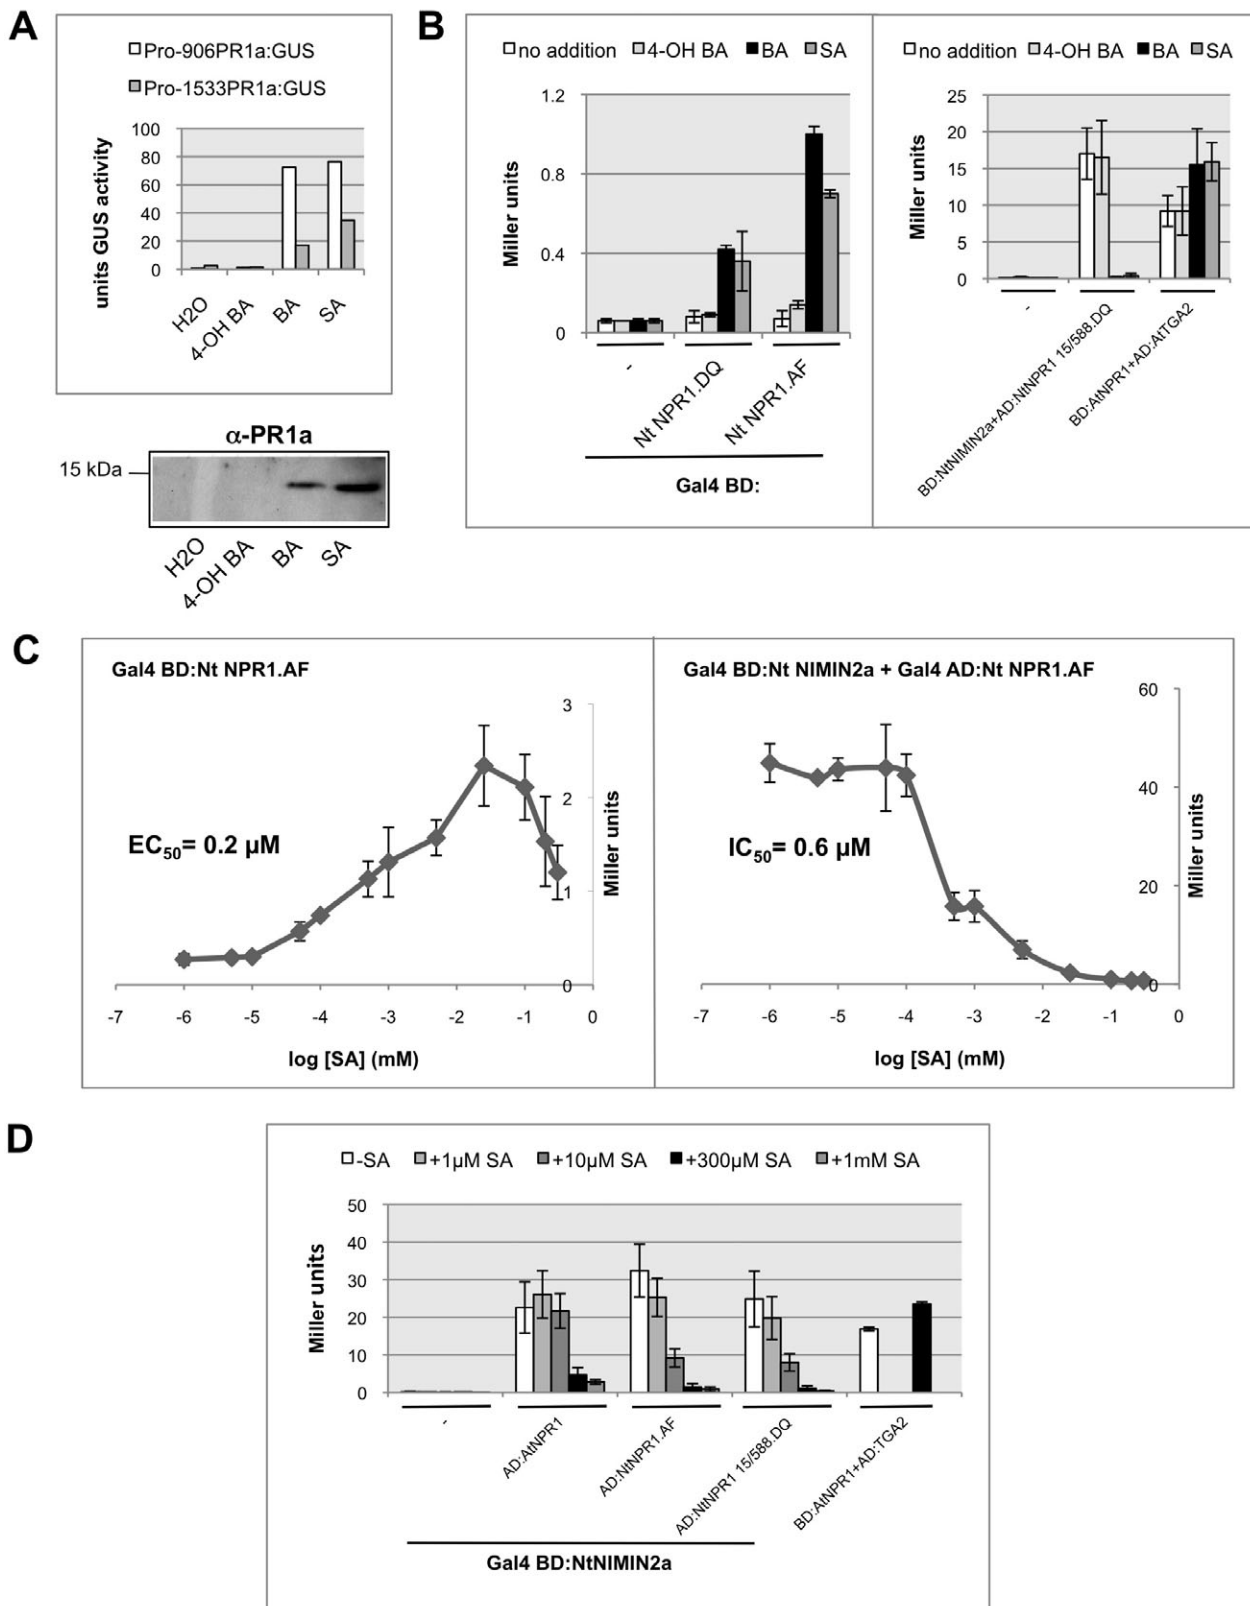 A
Pro-906PR1a:GUS
Pro-1533PR1a:GUS
units GUS activity
100
80
60
40
20
0
H2O
4-OH BA
BA
SA
α-PR1a
15 kDa
H2O
4-OH BA
BA
SA
B
no addition 4-OH BA BA SA
Miller units
1.2
0.8
0.4
0
-
Nt NPR1.DQ
Nt NPR1.AF
Gal4 BD:
no addition 4-OH BA BA SA
Miller units
25
20
15
10
5
0
-
BD:NtNIMIN2a+AD:NtNPR1 15/588.DQ
BD:AtNPR1+AD:AtTGA2
C
Gal4 BD:Nt NPR1.AF
EC50= 0.2 µM
3
2
1
0
Miller units
-7 -6 -5 -4 -3 -2 -1 0
log [SA] (mM)
Gal4 BD:Nt NIMIN2a + Gal4 AD:Nt NPR1.AF
IC50= 0.6 µM
60
40
20
0
Miller units
-7 -6 -5 -4 -3 -2 -1 0
log [SA] (mM)
D
-SA +1µM SA +10µM SA +300µM SA +1mM SA
Miller units
50
40
30
20
10
0
-
AD:AtNPR1
AD:NtNPR1.AF
AD:NtNPR1 15/588.DQ
BD:AtNPR1+AD:TGA2
Gal4 BD:NtNIMIN2a